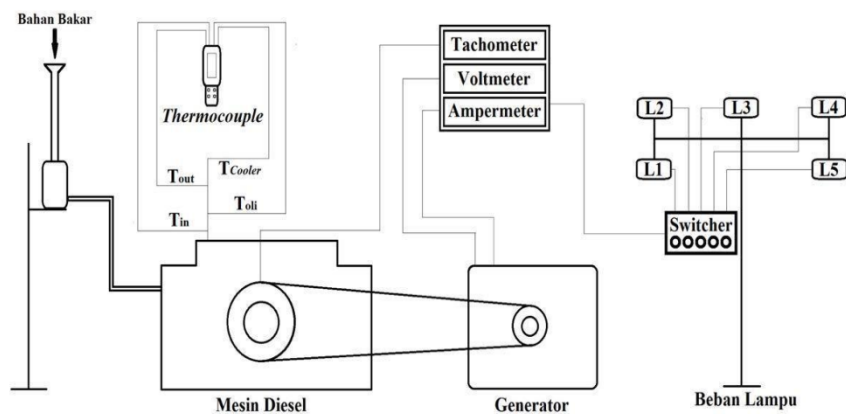 Bahan Bakar
Thermocouple
Tout
TCooler
Tin
Toli
Tachometer
Voltmeter
Ampermeter
L2
L3
L4
L1
L5
Switcher
Mesin Diesel
Generator
Beban Lampu